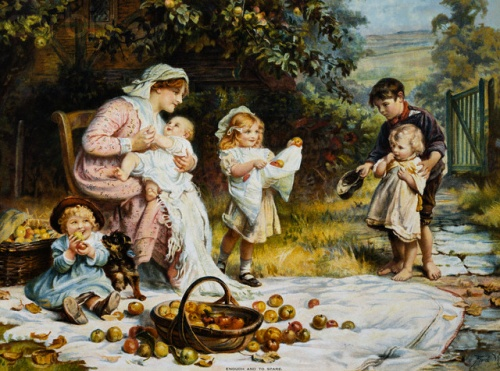 ENOUGH AND TO SPARE.